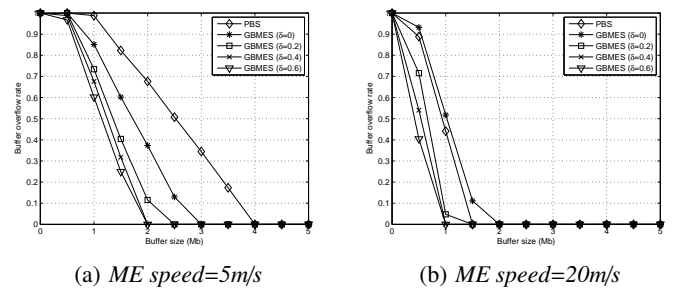 PBS
GBMES (δ=0)
GBMES (δ=0.2)
GBMES (δ=0.4)
GBMES (δ=0.6)
Buffer overflow rate
1
0.9
0.8
0.7
0.6
0.5
0.4
0.3
0.2
0.1
0
0 1 2 3 4 5
Buffer size (Mb)
(a) ME speed=5m/s
PBS
GBMES (δ=0)
GBMES (δ=0.2)
GBMES (δ=0.4)
GBMES (δ=0.6)
Buffer overflow rate
1
0.9
0.8
0.7
0.6
0.5
0.4
0.3
0.2
0.1
0
0 1 2 3 4 5
Buffer size (Mb)
(b) ME speed=20m/s